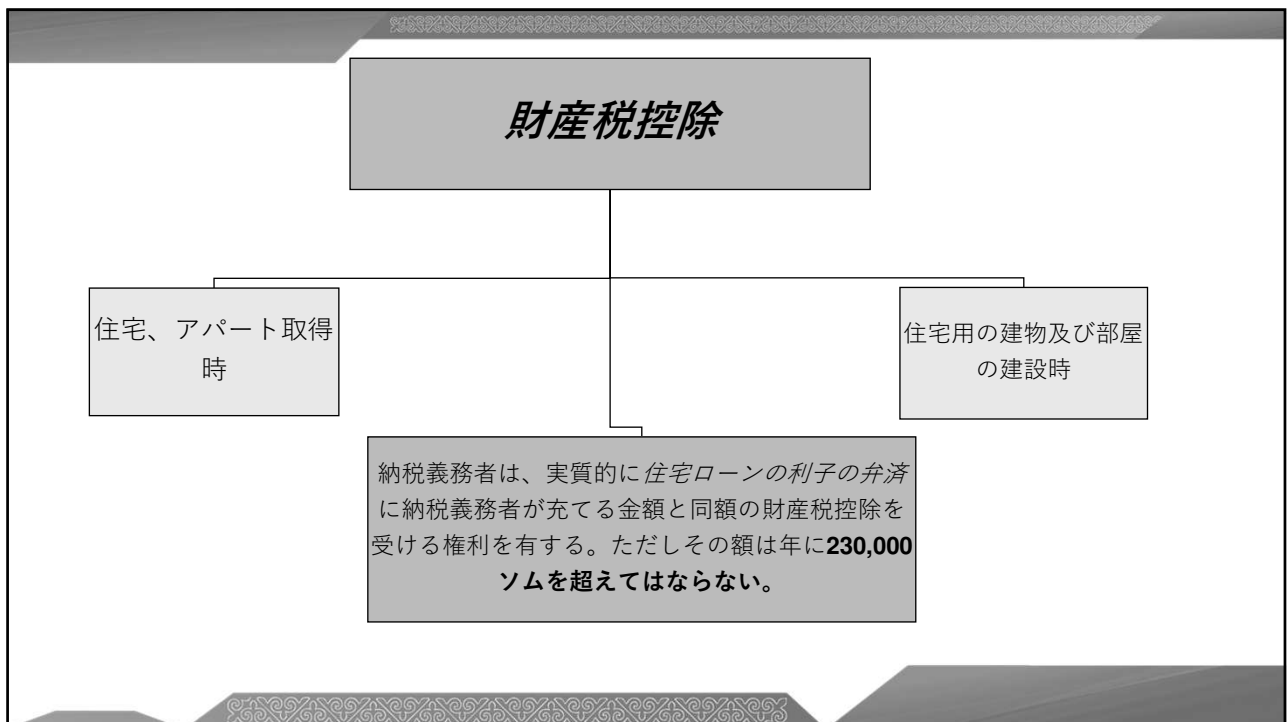 財産税控除
住宅、アパート取得
時
住宅用の建物及び部屋
の建設時
納税義務者は、実質的に住宅ローンの利子の弁済
に納税義務者が充てる金額と同額の財産税控除を
受ける権利を有する。ただしその額は年に230,000
ソムを超えてはならない。